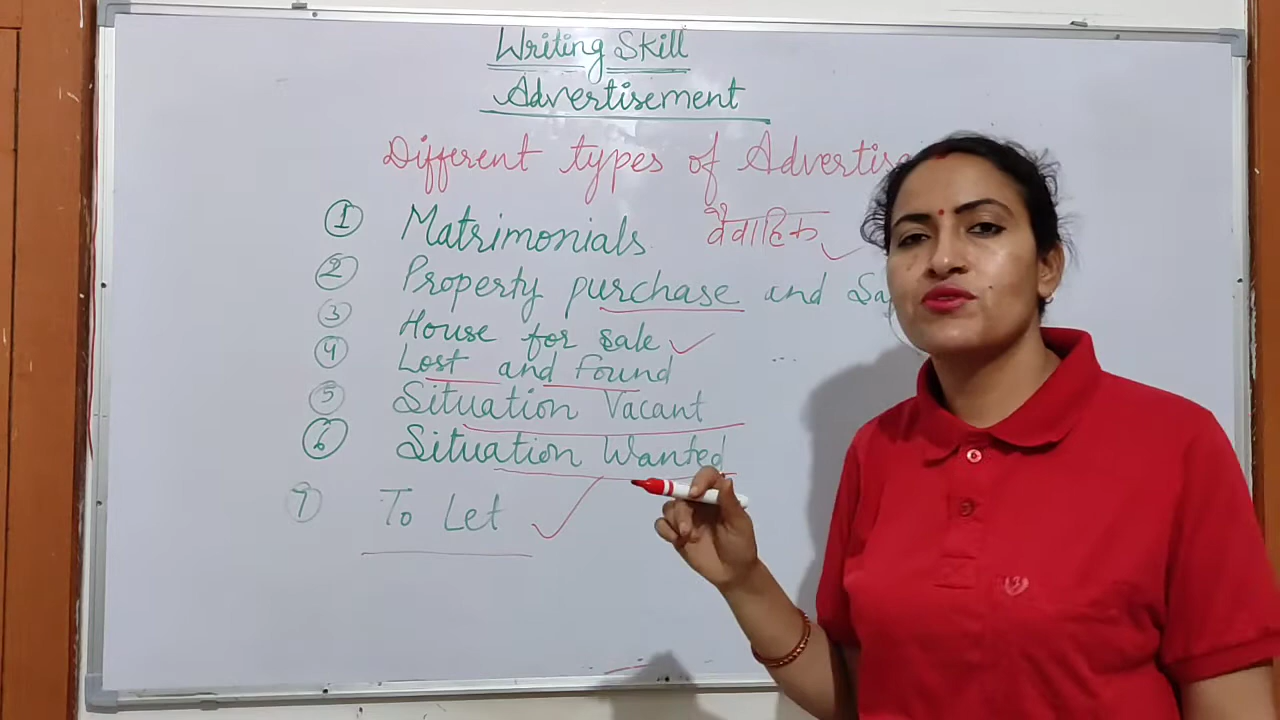 Writing Skill
Advertisement
Different types of Advertise
① Matrimonials वैवाहिक
② Property purchase and Sa
③ House for sale
④ Lost and found
⑤ Situation Vacant
⑥ Situation Wanted
⑦ To Let